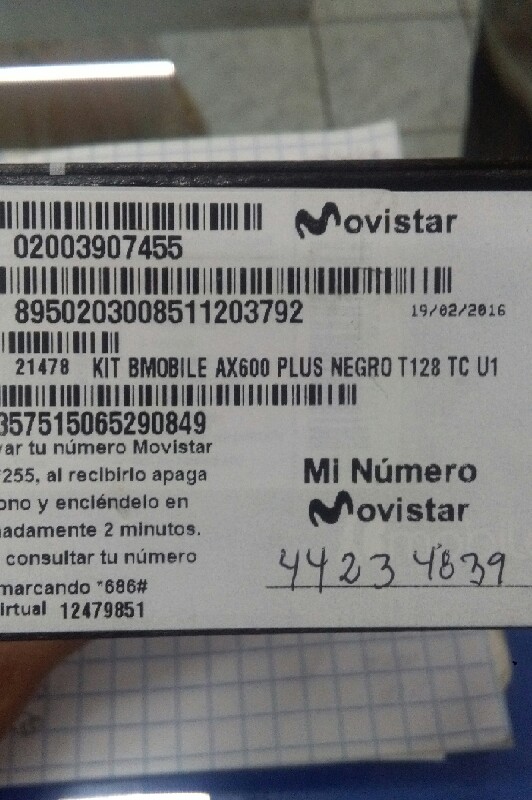 Movistar
02003907455
8950203008511203792
19/02/2016
21478 KIT BMOBILE AX600 PLUS NEGRO T128 TC U1
357515065290849
var tu número Movistar
*255, al recibirlo apaga
ono y enciéndelo en
nadamente 2 minutos.
consultar tu número
marcando *686#
irtual 12479851
Mi Número
Movistar
4423 4839